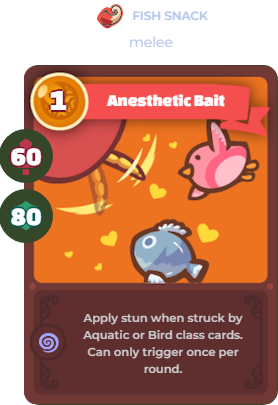 FISH SNACK
melee
1
Anesthetic Bait
60
80
Apply stun when struck by
Aquatic or Bird class cards.
Can only trigger once per
round.